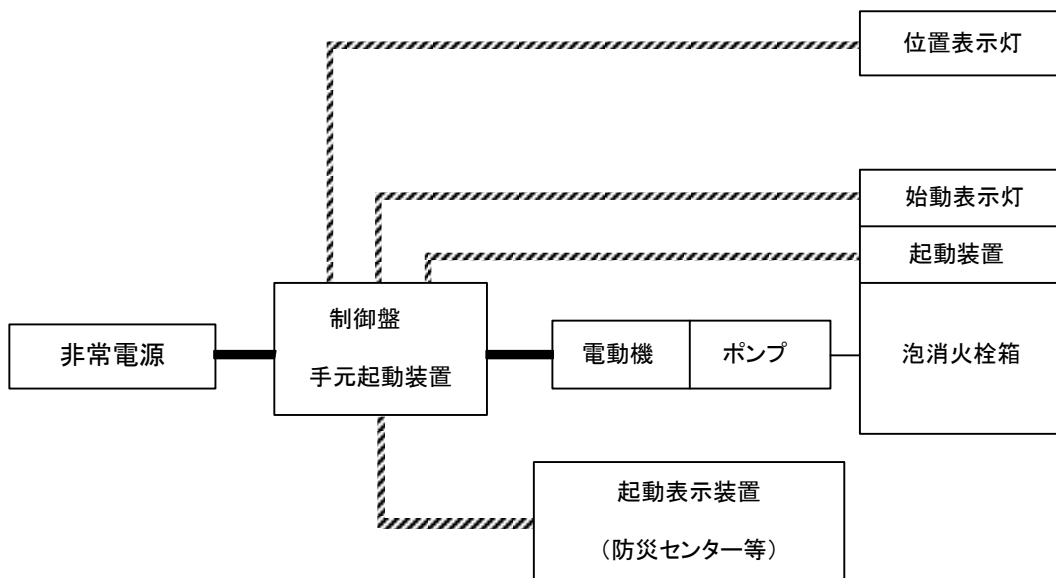 位置表示灯
始動表示灯
起動装置
制御盤
手元起動装置
非常電源
電動機
ポンプ
泡消火栓箱
起動表示装置
（防災センター等）